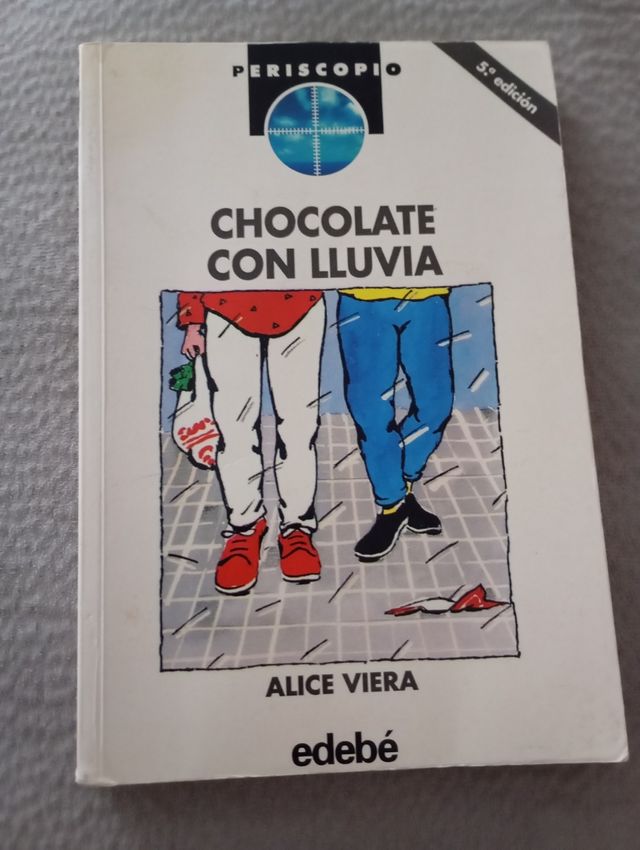 PERISCOPIO
5.ª edición
CHOCOLATE
CON LLUVIA
ALICE VIERA
edebé